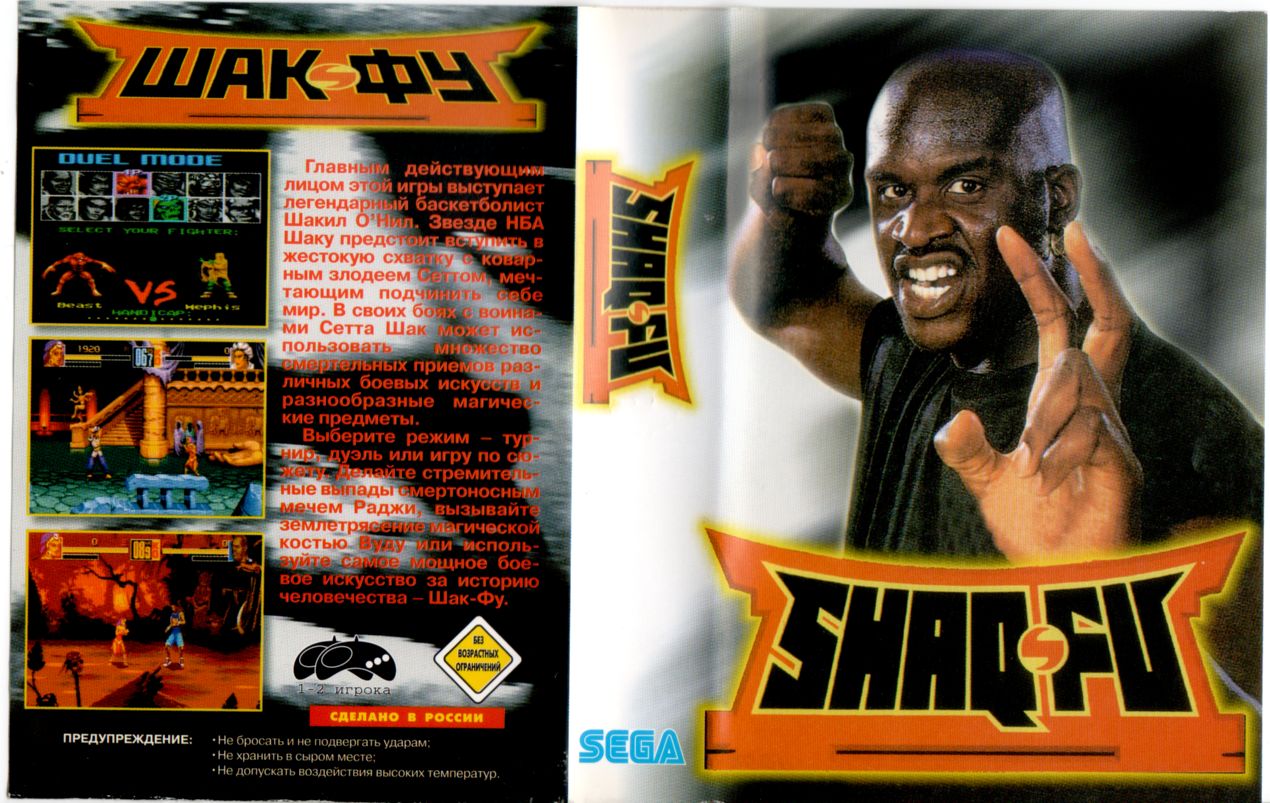 ШАК-ФУ
DUEL MODE
SELECT YOUR FIGHTER:
VS
Beast
Mephis
HANDICAP:
1920
067
0
0
085
Главным действующим
лицом этой игры выступает
легендарный баскетболист
Шакил О'Нил. Звезде НБА
Шаку предстоит вступить в
жестокую схватку с ковар-
ным злодеем Сеттом, меч-
тающим подчинить себе
мир. В своих боях с воина-
ми Сетта Шак может ис-
пользовать множество
смертельных приемов раз-
личных боевых искусств и
разнообразные магичес-
кие предметы.
Выберите режим – тур-
нир, дуэль или игру по сю-
жету. Делайте стремитель-
ные выпады смертоносным
мечем Раджи, вызывайте
землетрясение магической
костью Вуду или исполь-
зуйте самое мощное бое-
вое искусство за историю
человечества – Шак-Фу.
1-2 игрока
БЕЗ
ВОЗРАСТНЫХ
ОГРАНИЧЕНИЙ
СДЕЛАНО В РОССИИ
ПРЕДУПРЕЖДЕНИЕ:
•Не бросать и не подвергать ударам;
•Не хранить в сыром месте;
•Не допускать воздействия высоких температур.
SHAQ-FU
SEGA
SHAQ-FU